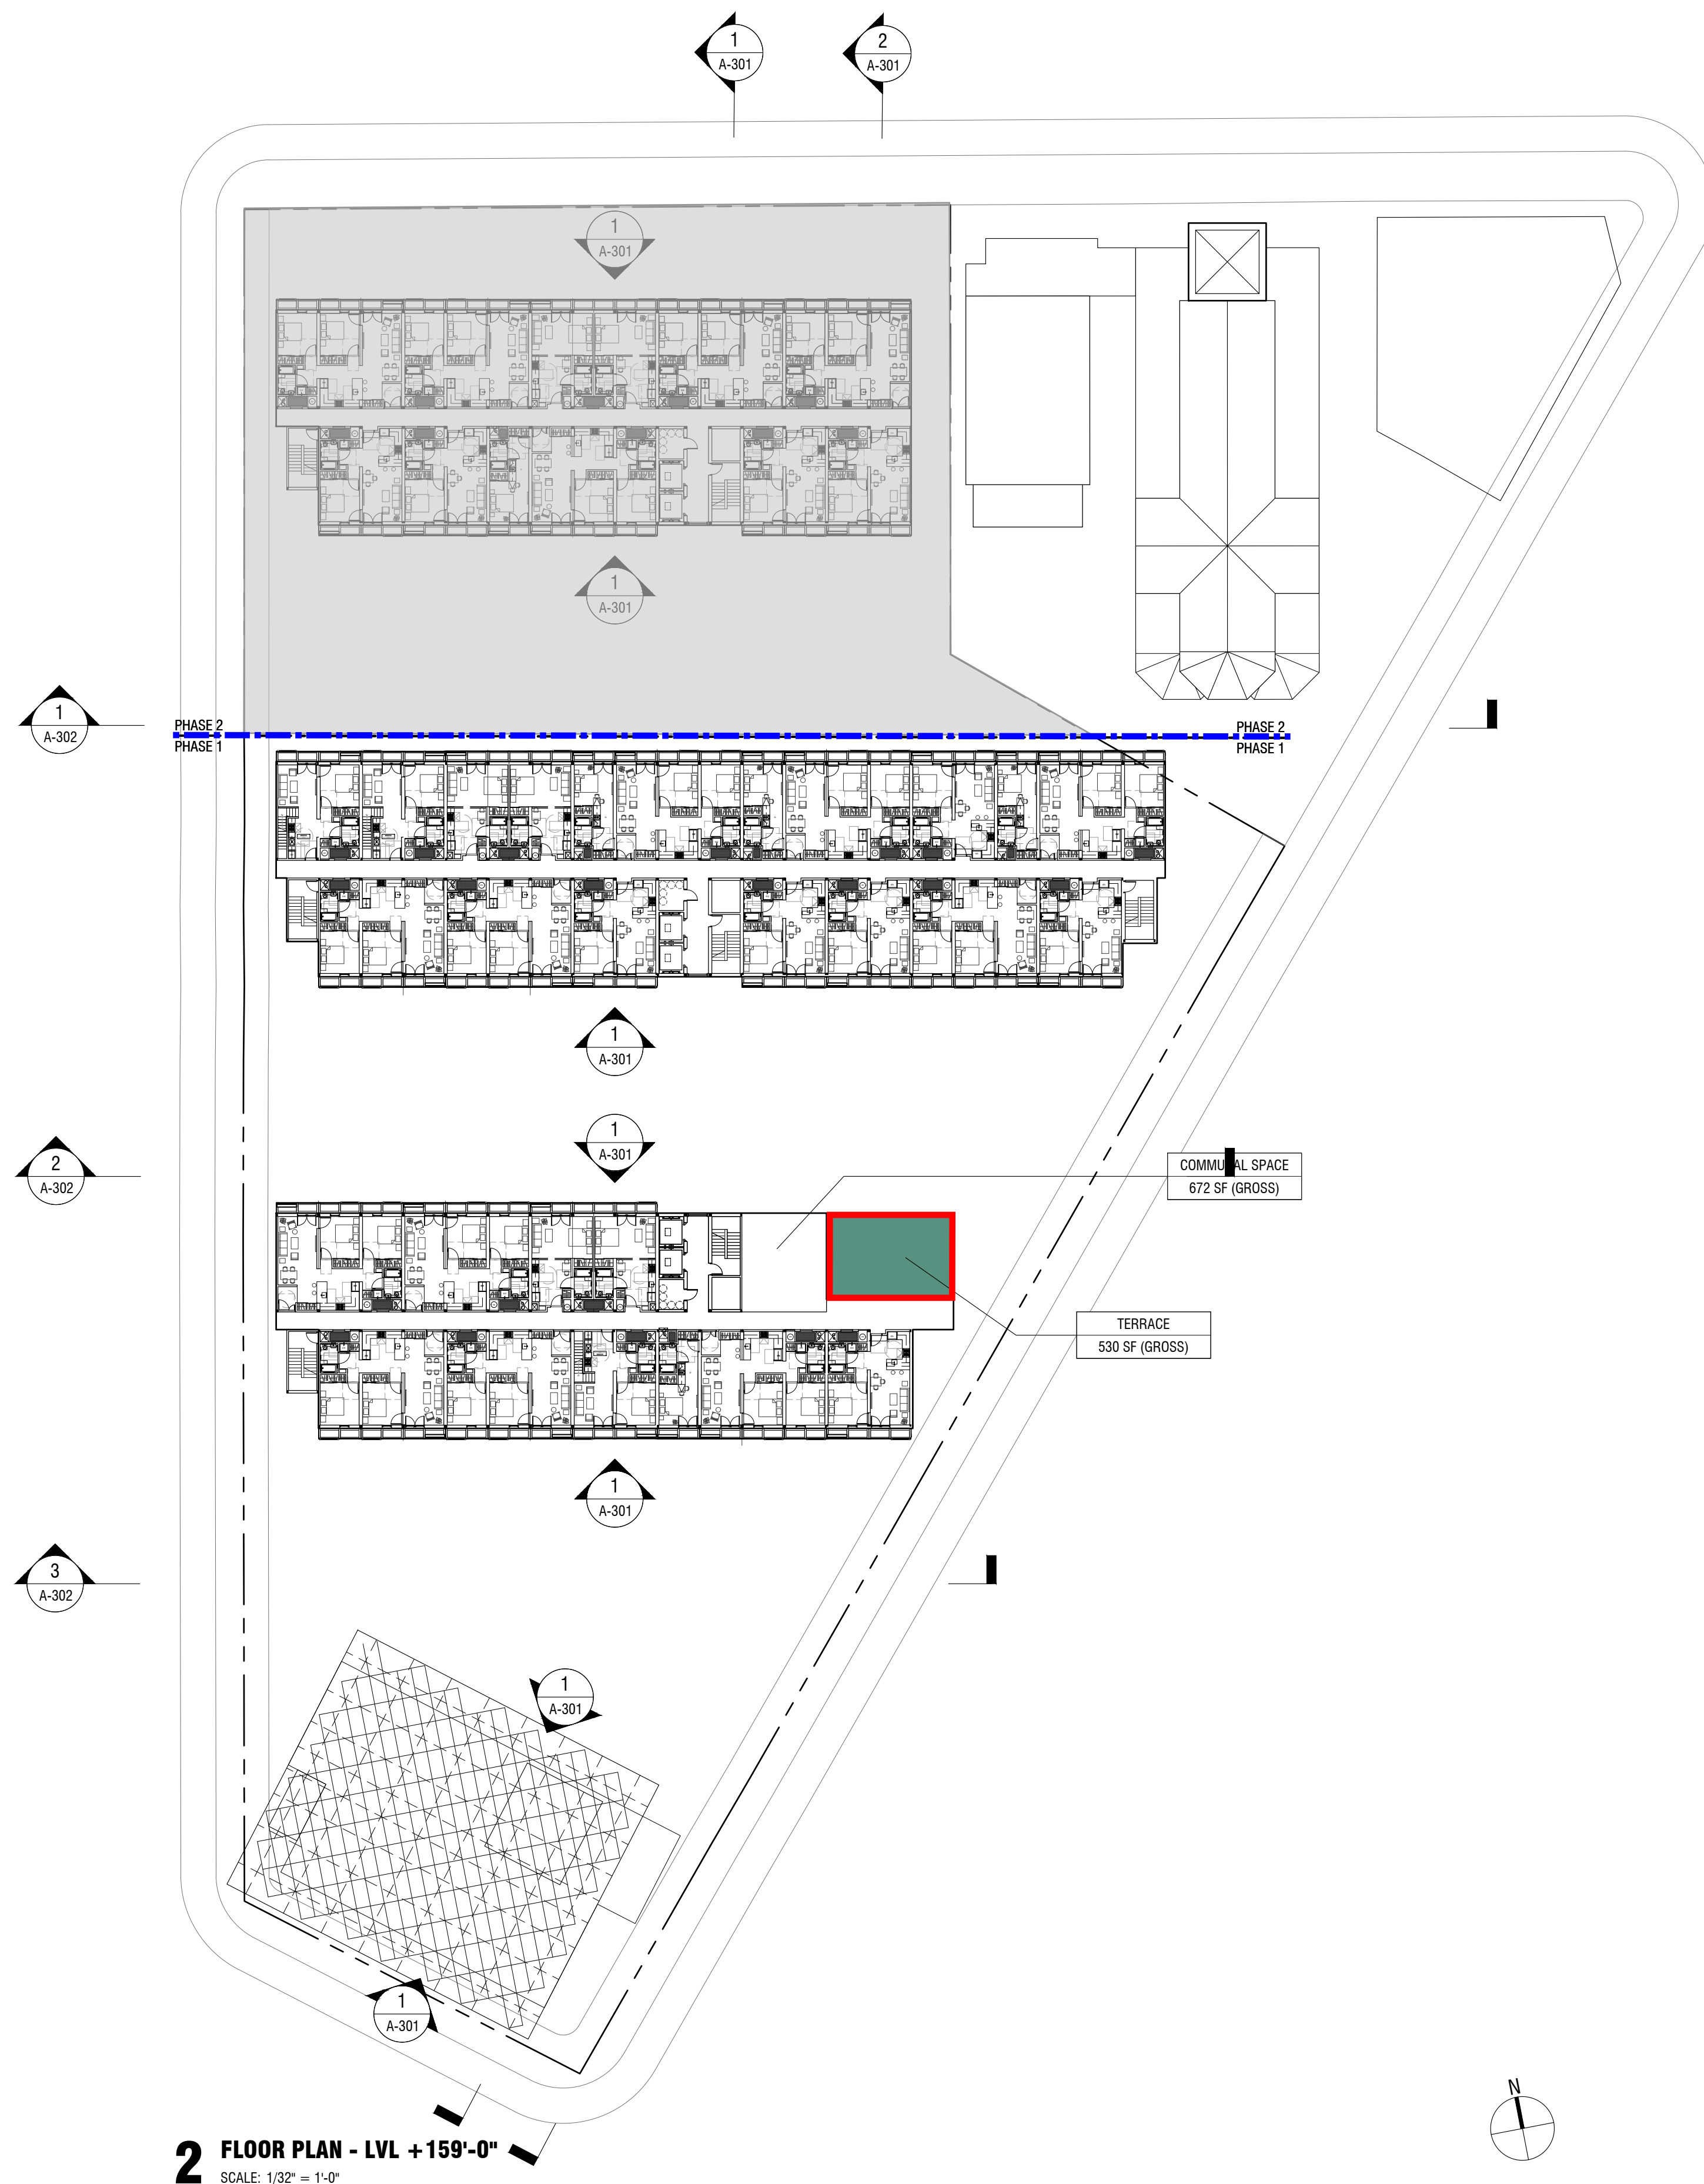 1
A-301
2
A-301
1
A-301
1
A-301
1
A-302
PHASE 2
PHASE 1
PHASE 2
PHASE 1
1
A-301
1
A-301
2
A-302
COMMU AL SPACE
672 SF (GROSS)
TERRACE
530 SF (GROSS)
1
A-301
3
A-302
1
A-301
1
A-301
N
2
FLOOR PLAN - LVL +159'-0"
SCALE: 1/32" = 1'-0"